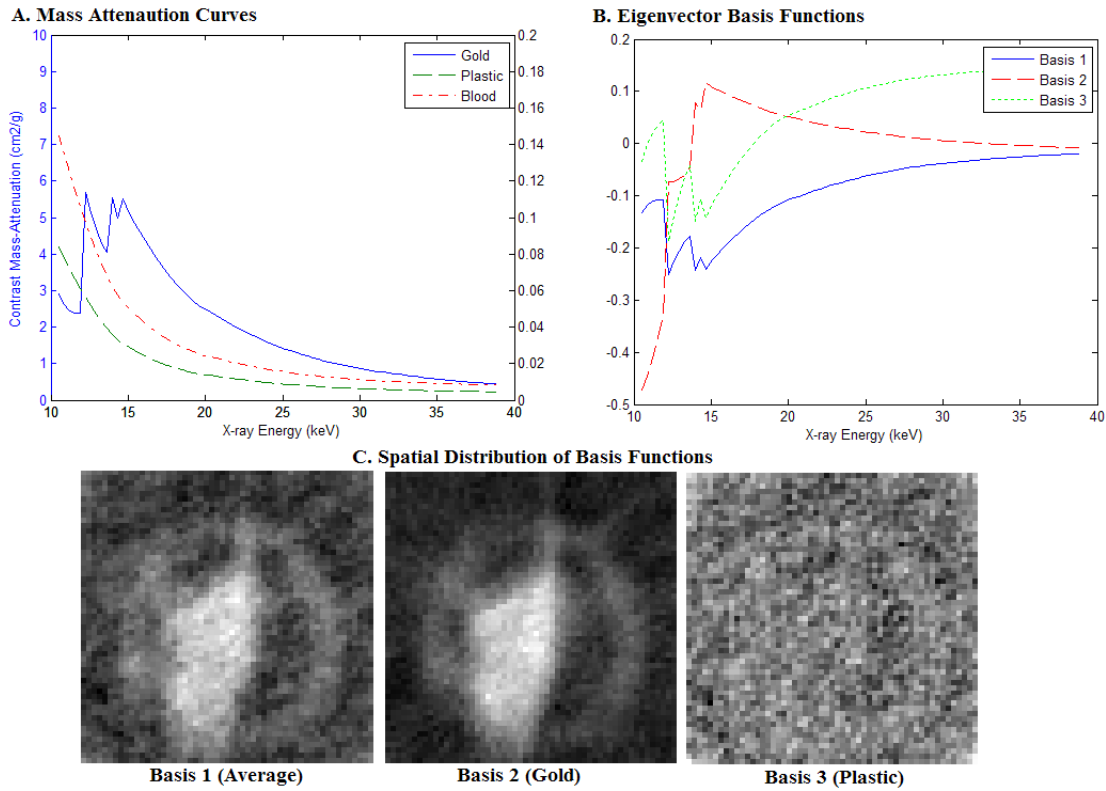 A. Mass Attenaution Curves
10
9
8
7
6
5
4
3
2
1
0
Contrast Mass-Attenuation (cm2/g)
0.2
0.18
0.16
0.14
0.12
0.1
0.08
0.06
0.04
0.02
0
Gold
Plastic
Blood
10 15 20 25 30 35 40
X-ray Energy (keV)
B. Eigenvector Basis Functions
0.2
0.1
0
-0.1
-0.2
-0.3
-0.4
-0.5
Basis 1
Basis 2
Basis 3
10 15 20 25 30 35 40
X-ray Energy (keV)
C. Spatial Distribution of Basis Functions
Basis 1 (Average)
Basis 2 (Gold)
Basis 3 (Plastic)